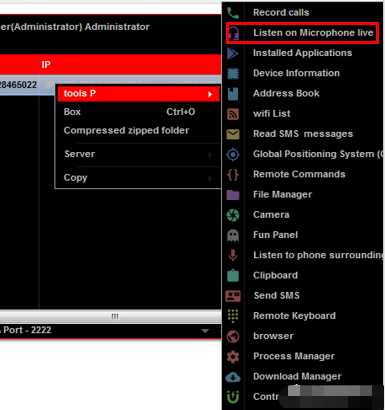 er(Administrator) Administrator
IP
28465022
tools P
Box Ctrl+O
Compressed zipped folder
Server
Copy
Port - 2222
Record calls
Listen on Microphone live
Installed Applications
Device Information
Address Book
wifi List
Read SMS messages
Global Positioning System (
Remote Commands
File Manager
Camera
Fun Panel
Listen to phone surrounding
Clipboard
Send SMS
Remote Keyboard
browser
Process Manager
Download Manager
Contr